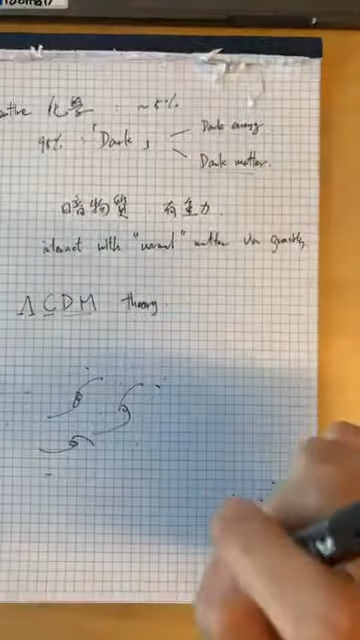 化學 : ~5%
95% : 「Dark」 Dark energy
Dark matter.
暗物質 有重力.
interact with "normal" matter via gravity
ΛCDM theory.